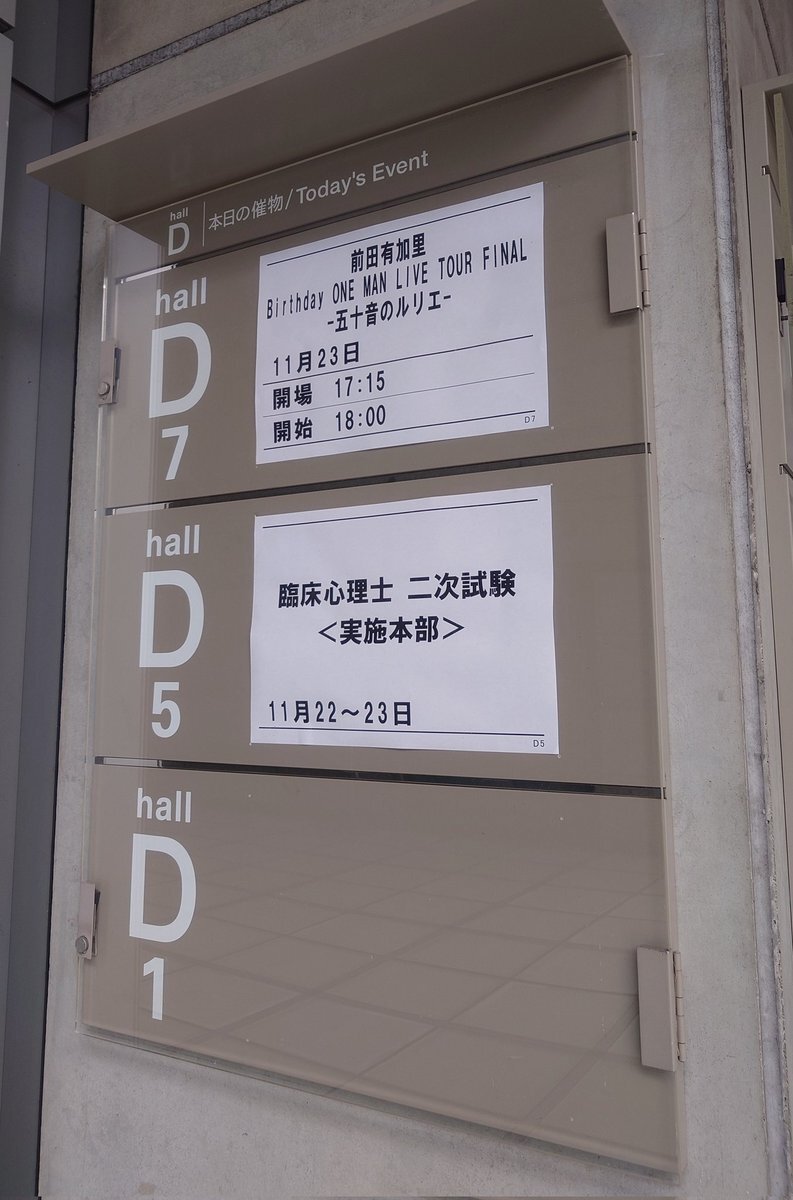 hall
D
本日の催物/Today's Event
hall
D
7
前田有加里
Birthday ONE MAN LIVE TOUR FINAL
-五十音のルリエ-
11月23日
開場 17:15
開始 18:00
D7
hall
D
5
臨床心理士 二次試験
<実施本部>
11月22～23日
D5
hall
D
1